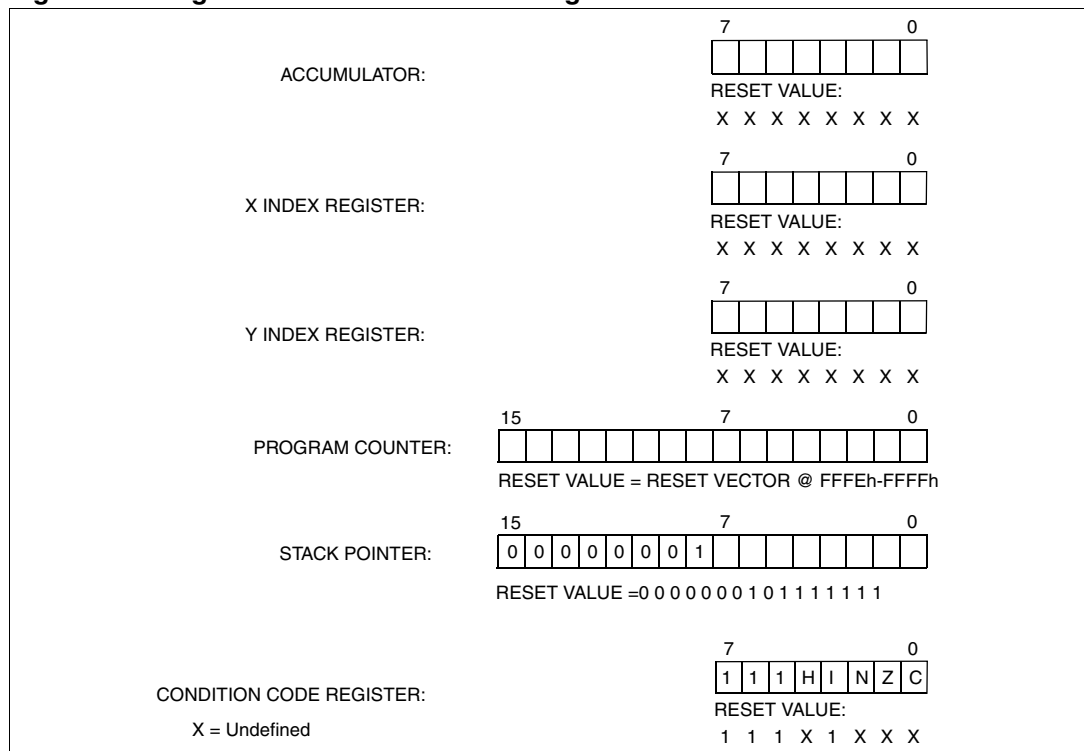 7 0
ACCUMULATOR:
RESET VALUE:
X X X X X X X X
7 0
X INDEX REGISTER:
RESET VALUE:
X X X X X X X X
7 0
Y INDEX REGISTER:
RESET VALUE:
X X X X X X X X
15 7 0
PROGRAM COUNTER:
RESET VALUE = RESET VECTOR @ FFFEh-FFFFh
15 7 0
STACK POINTER: 0 0 0 0 0 0 0 1
RESET VALUE =0 0 0 0 0 0 0 1 0 1 1 1 1 1 1 1
7 0
1 1 1 H I N Z C
CONDITION CODE REGISTER:
RESET VALUE:
X = Undefined
1 1 1 X 1 X X X